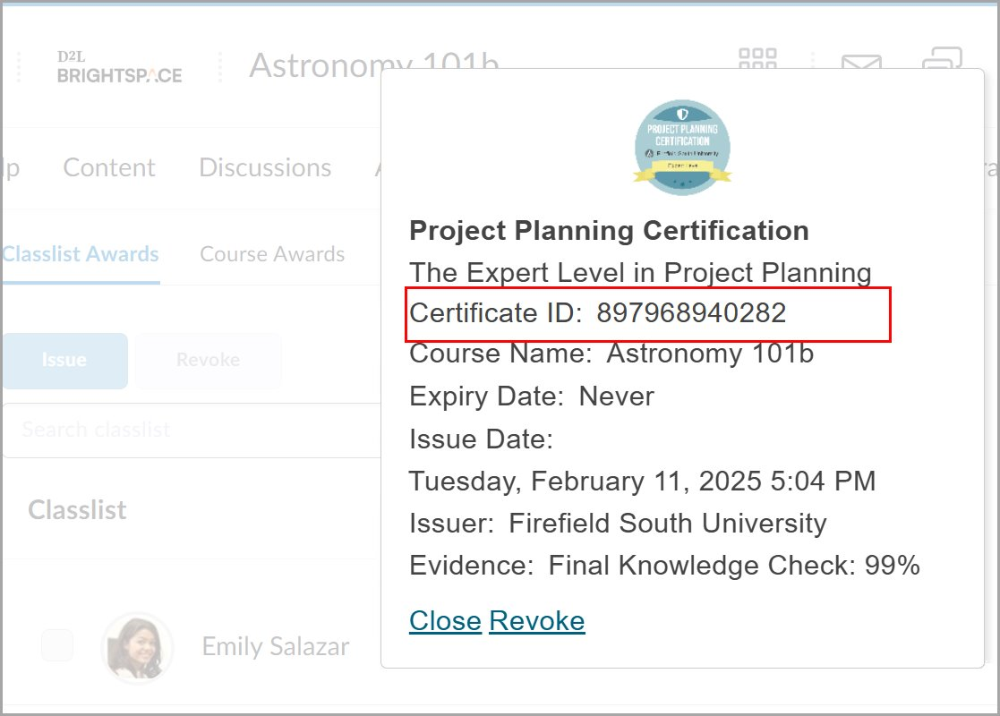 D2L
BRIGHTSPACE
Astronomy 101b
Content
Discussions
Classlist Awards
Course Awards
Issue
Revoke
Search classlist
Classlist
Emily Salazar
PROJECT PLANNING
CERTIFICATION
Firefield South University
Expert Level
Project Planning Certification
The Expert Level in Project Planning
Certificate ID: 897968940282
Course Name: Astronomy 101b
Expiry Date: Never
Issue Date:
Tuesday, February 11, 2025 5:04 PM
Issuer: Firefield South University
Evidence: Final Knowledge Check: 99%
Close Revoke